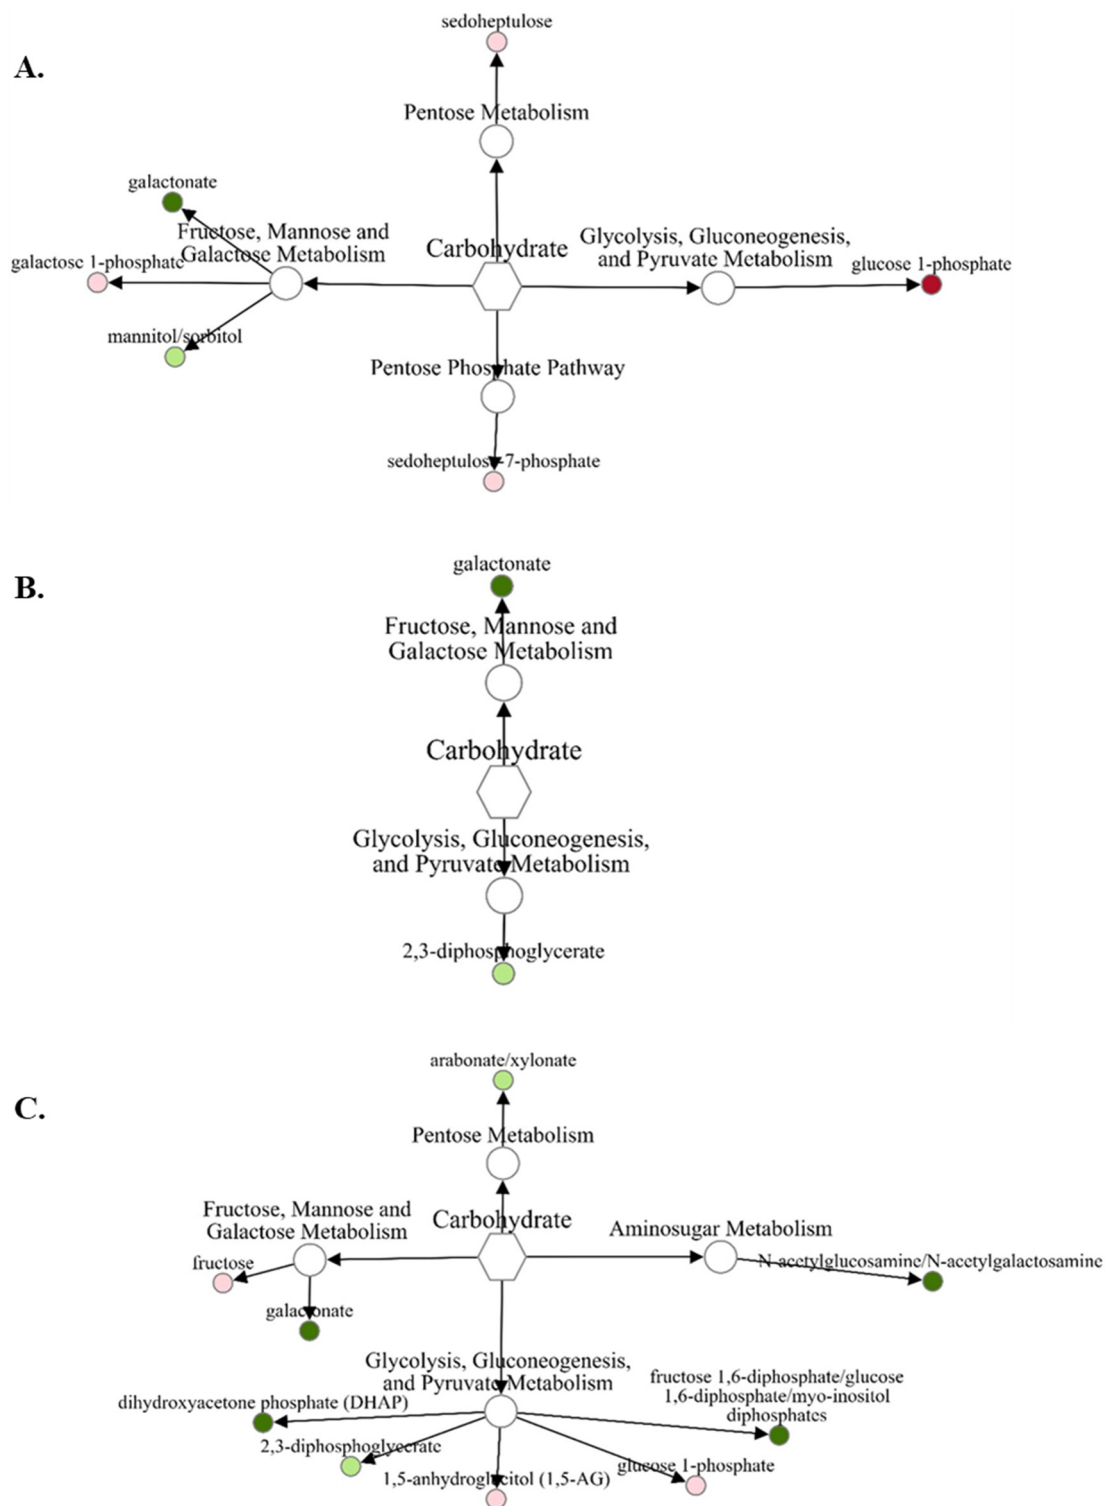 A.
sedoheptulose
Pentose Metabolism
galactonate
Fructose, Mannose and
Galactose Metabolism
galactose 1-phosphate
mannitol/sorbitol
Carbohydrate
Glycolysis, Gluconeogenesis,
and Pyruvate Metabolism
glucose 1-phosphate
Pentose Phosphate Pathway
sedoheptulose-7-phosphate
B.
galactonate
Fructose, Mannose and
Galactose Metabolism
Carbohydrate
Glycolysis, Gluconeogenesis,
and Pyruvate Metabolism
2,3-diphosphoglycerate
C.
arabonate/xylonate
Pentose Metabolism
Fructose, Mannose and
Galactose Metabolism
Carbohydrate
Aminosugar Metabolism
fructose
N-acetylglucosamine/N-acetylgalactosamine
galactonate
Glycolysis, Gluconeogenesis,
and Pyruvate Metabolism
fructose 1,6-diphosphate/glucose
1,6-diphosphate/myo-inositol
diphosphates
dihydroxyacetone phosphate (DHAP)
2,3-diphosphoglycerate
1,5-anhydroglucitol (1,5-AG)
glucose 1-phosphate